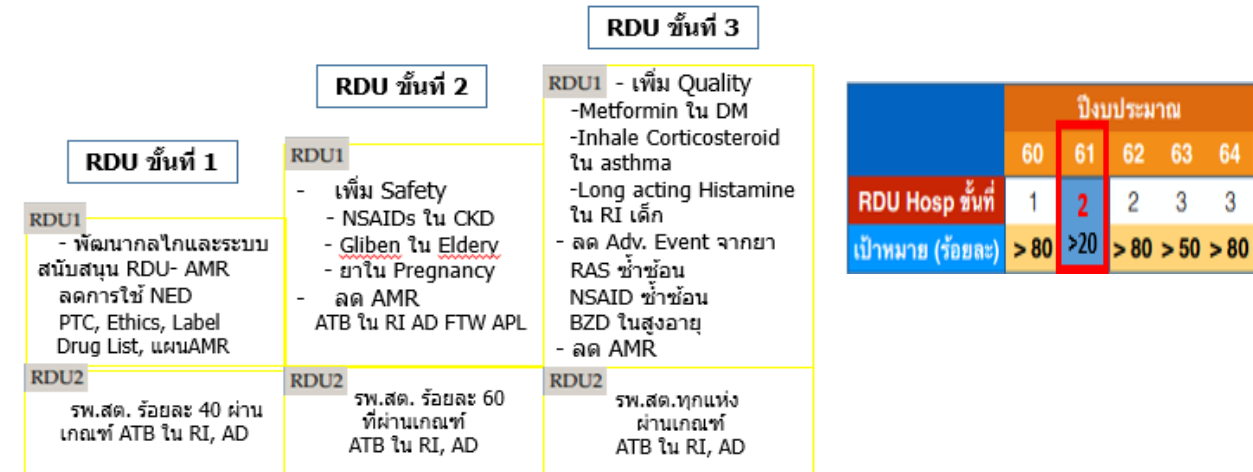 RDU ขั้นที่ 1
RDU1
- พัฒนากลไกและระบบ
สนับสนุน RDU- AMR
ลดการใช้ NED
PTC, Ethics, Label
Drug List, แผนAMR
RDU2
รพ.สต. ร้อยละ 40 ผ่าน
เกณฑ์ ATB ใน RI, AD
RDU ขั้นที่ 2
RDU1
- เพิ่ม Safety
- NSAIDs ใน CKD
- Gliben ใน Eldery
- ยาใน Pregnancy
- ลด AMR
ATB ใน RI AD FTW APL
RDU2
รพ.สต. ร้อยละ 60
ที่ผ่านเกณฑ์
ATB ใน RI, AD
RDU ขั้นที่ 3
RDU1 - เพิ่ม Quality
-Metformin ใน DM
-Inhale Corticosteroid
ใน asthma
-Long acting Histamine
ใน RI เด็ก
- ลด Adv. Event จากยา
RAS ซ้ำซ้อน
NSAID ซ้ำซ้อน
BZD ในสูงอายุ
- ลด AMR
RDU2
รพ.สต.ทุกแห่ง
ผ่านเกณฑ์
ATB ใน RI, AD
ปีงบประมาณ
60 61 62 63 64
RDU Hosp ขั้นที่ 1 2 2 3 3
เป้าหมาย (ร้อยละ) > 80 >20 > 80 > 50 > 80